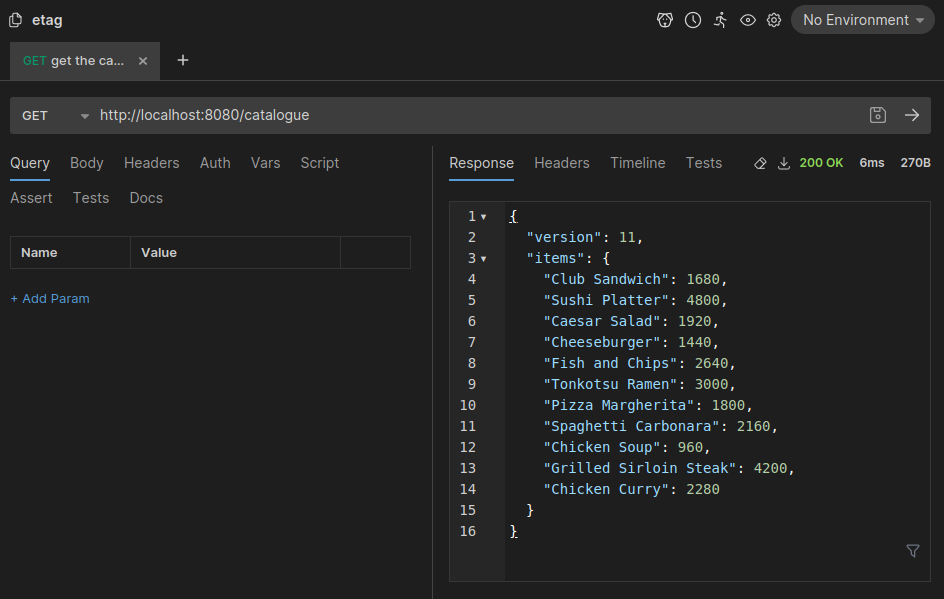 etag
No Environment
GET get the ca...
GET http://localhost:8080/catalogue
Query Body Headers Auth Vars Script
Assert Tests Docs
Name Value
+ Add Param
Response Headers Timeline Tests 200 OK 6ms 270B
1 {
2 "version": 11,
3 "items": {
4 "Club Sandwich": 1680,
5 "Sushi Platter": 4800,
6 "Caesar Salad": 1920,
7 "Cheeseburger": 1440,
8 "Fish and Chips": 2640,
9 "Tonkotsu Ramen": 3000,
10 "Pizza Margherita": 1800,
11 "Spaghetti Carbonara": 2160,
12 "Chicken Soup": 960,
13 "Grilled Sirloin Steak": 4200,
14 "Chicken Curry": 2280
15 }
16 }